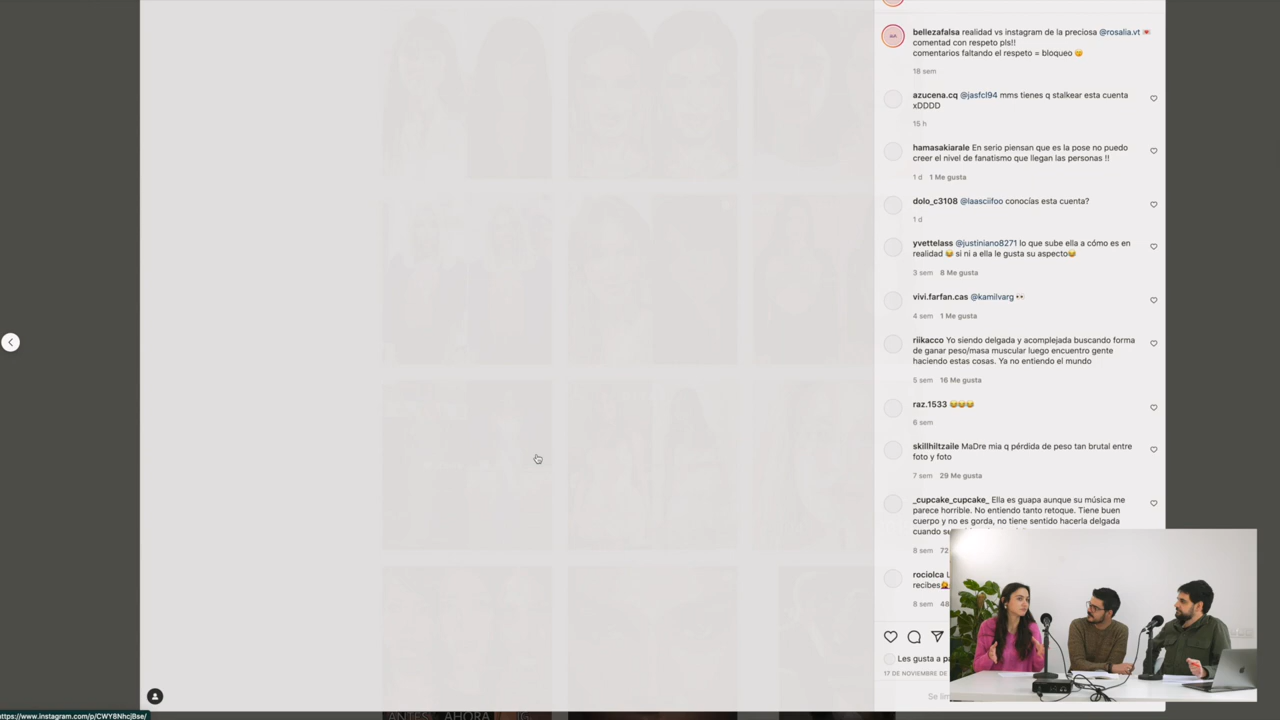 bellezafalsa realidad vs instagram de la preciosa @rosalia.vt 💌
comentad con respeto pls!!
comentarios faltando el respeto = bloqueo 😋
18 sem
azucena.cq @jasfcl94 mms tienes q stalkear esta cuenta
xDDDD
15 h
hamasakiarale En serio piensan que es la pose no puedo
creer el nivel de fanatismo que llegan las personas !!
1 d 1 Me gusta
dolo_c3108 @laasciifoo conocías esta cuenta?
1 d
yvettelass @justiniano8271 lo que sube ella a cómo es en
realidad 😂 si ni a ella le gusta su aspecto😂
3 sem 8 Me gusta
vivi.farfan.cas @kamilvarg 👀
4 sem 1 Me gusta
riikacco Yo siendo delgada y acomplejada buscando forma
de ganar peso/masa muscular luego encuentro gente
haciendo estas cosas. Ya no entiendo el mundo
5 sem 16 Me gusta
raz.1533 😂😂😂
6 sem
skillhiltzaile MaDre mia q pérdida de peso tan brutal entre
foto y foto
7 sem 29 Me gusta
_cupcake_cupcake_ Ella es guapa aunque su música me
parece horrible. No entiendo tanto retoque. Tiene buen
cuerpo y no es gorda, no tiene sentido hacerla delgada
cuando
8 sem 72
rociolca
recibes
8 sem 48
Les gusta a
17 DE NOVIEMBRE DE
ANTES Y AHORA IG
https://www.instagram.com/p/CWY8NhcjBse/